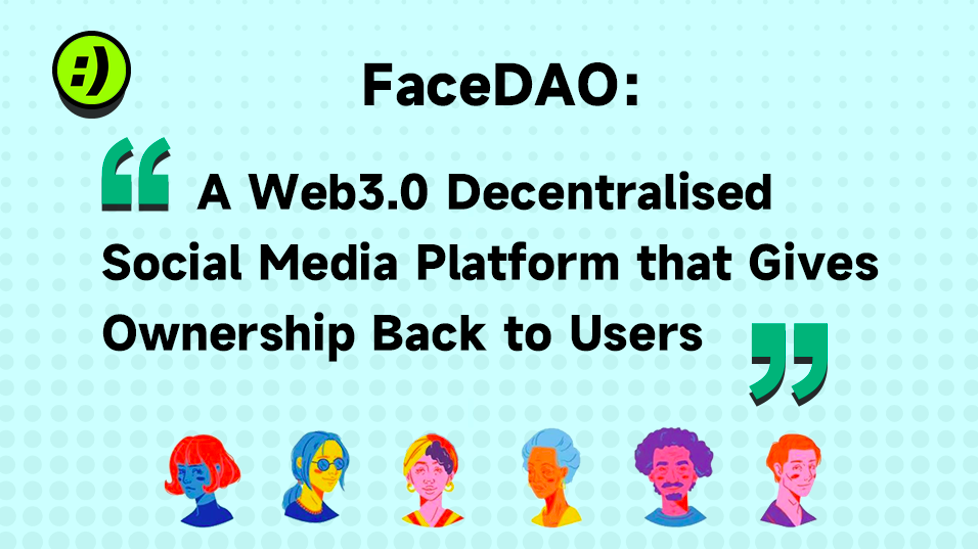 :)
FaceDAO:
“ A Web3.0 Decentralised
Social Media Platform that Gives
Ownership Back to Users ”